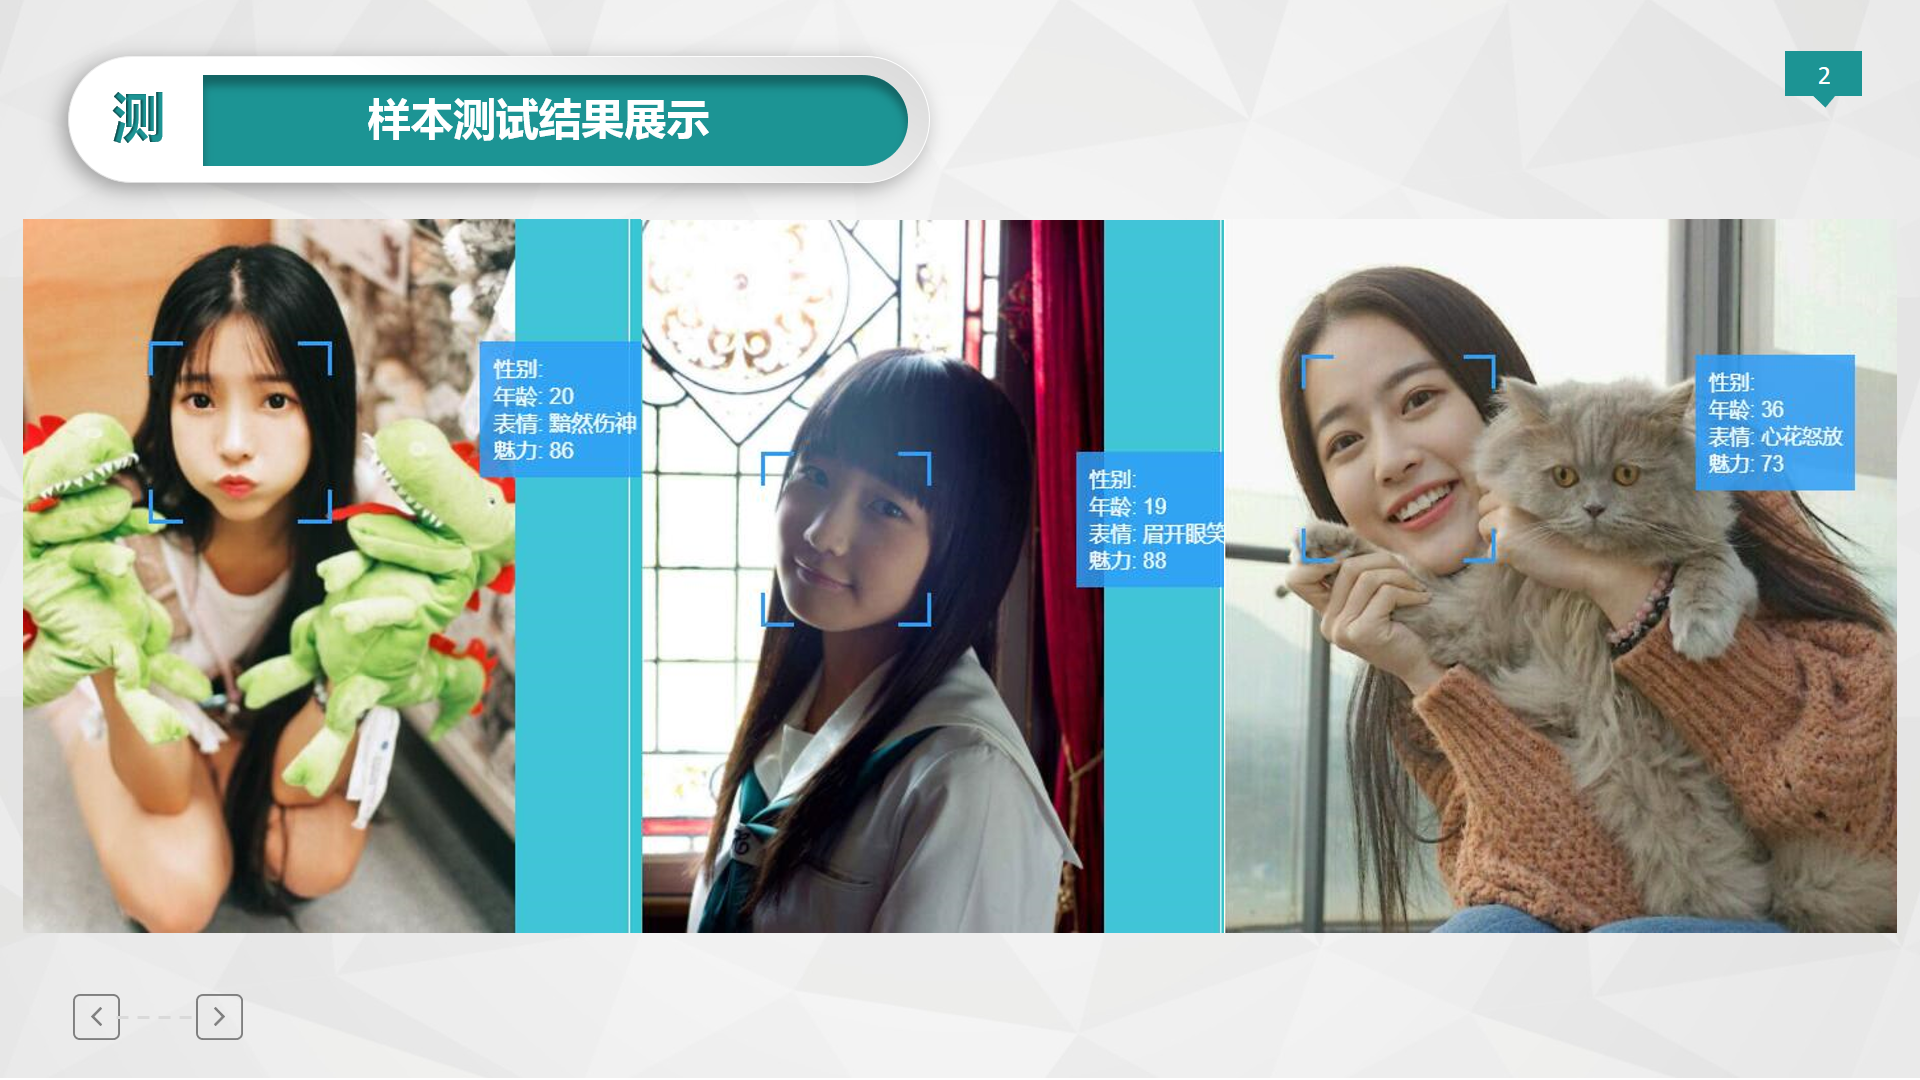 测
样本测试结果展示
2
性别:
年龄: 20
表情: 黯然伤神
魅力: 86
性别:
年龄: 19
表情: 眉开眼笑
魅力: 88
性别:
年龄: 36
表情: 心花怒放
魅力: 73